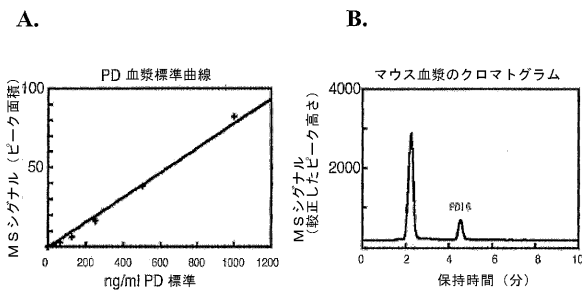 A.
PD 血漿標準曲線
MSシグナル（ピーク面積）
100
50
0
0 200 400 600 800 1000 1200
ng/ml PD 標準
B.
マウス血漿のクロマトグラム
MSシグナル
（較正したピーク高さ）
4000
2000
0
PD16
0 2 4 6 8 10
保持時間（分）